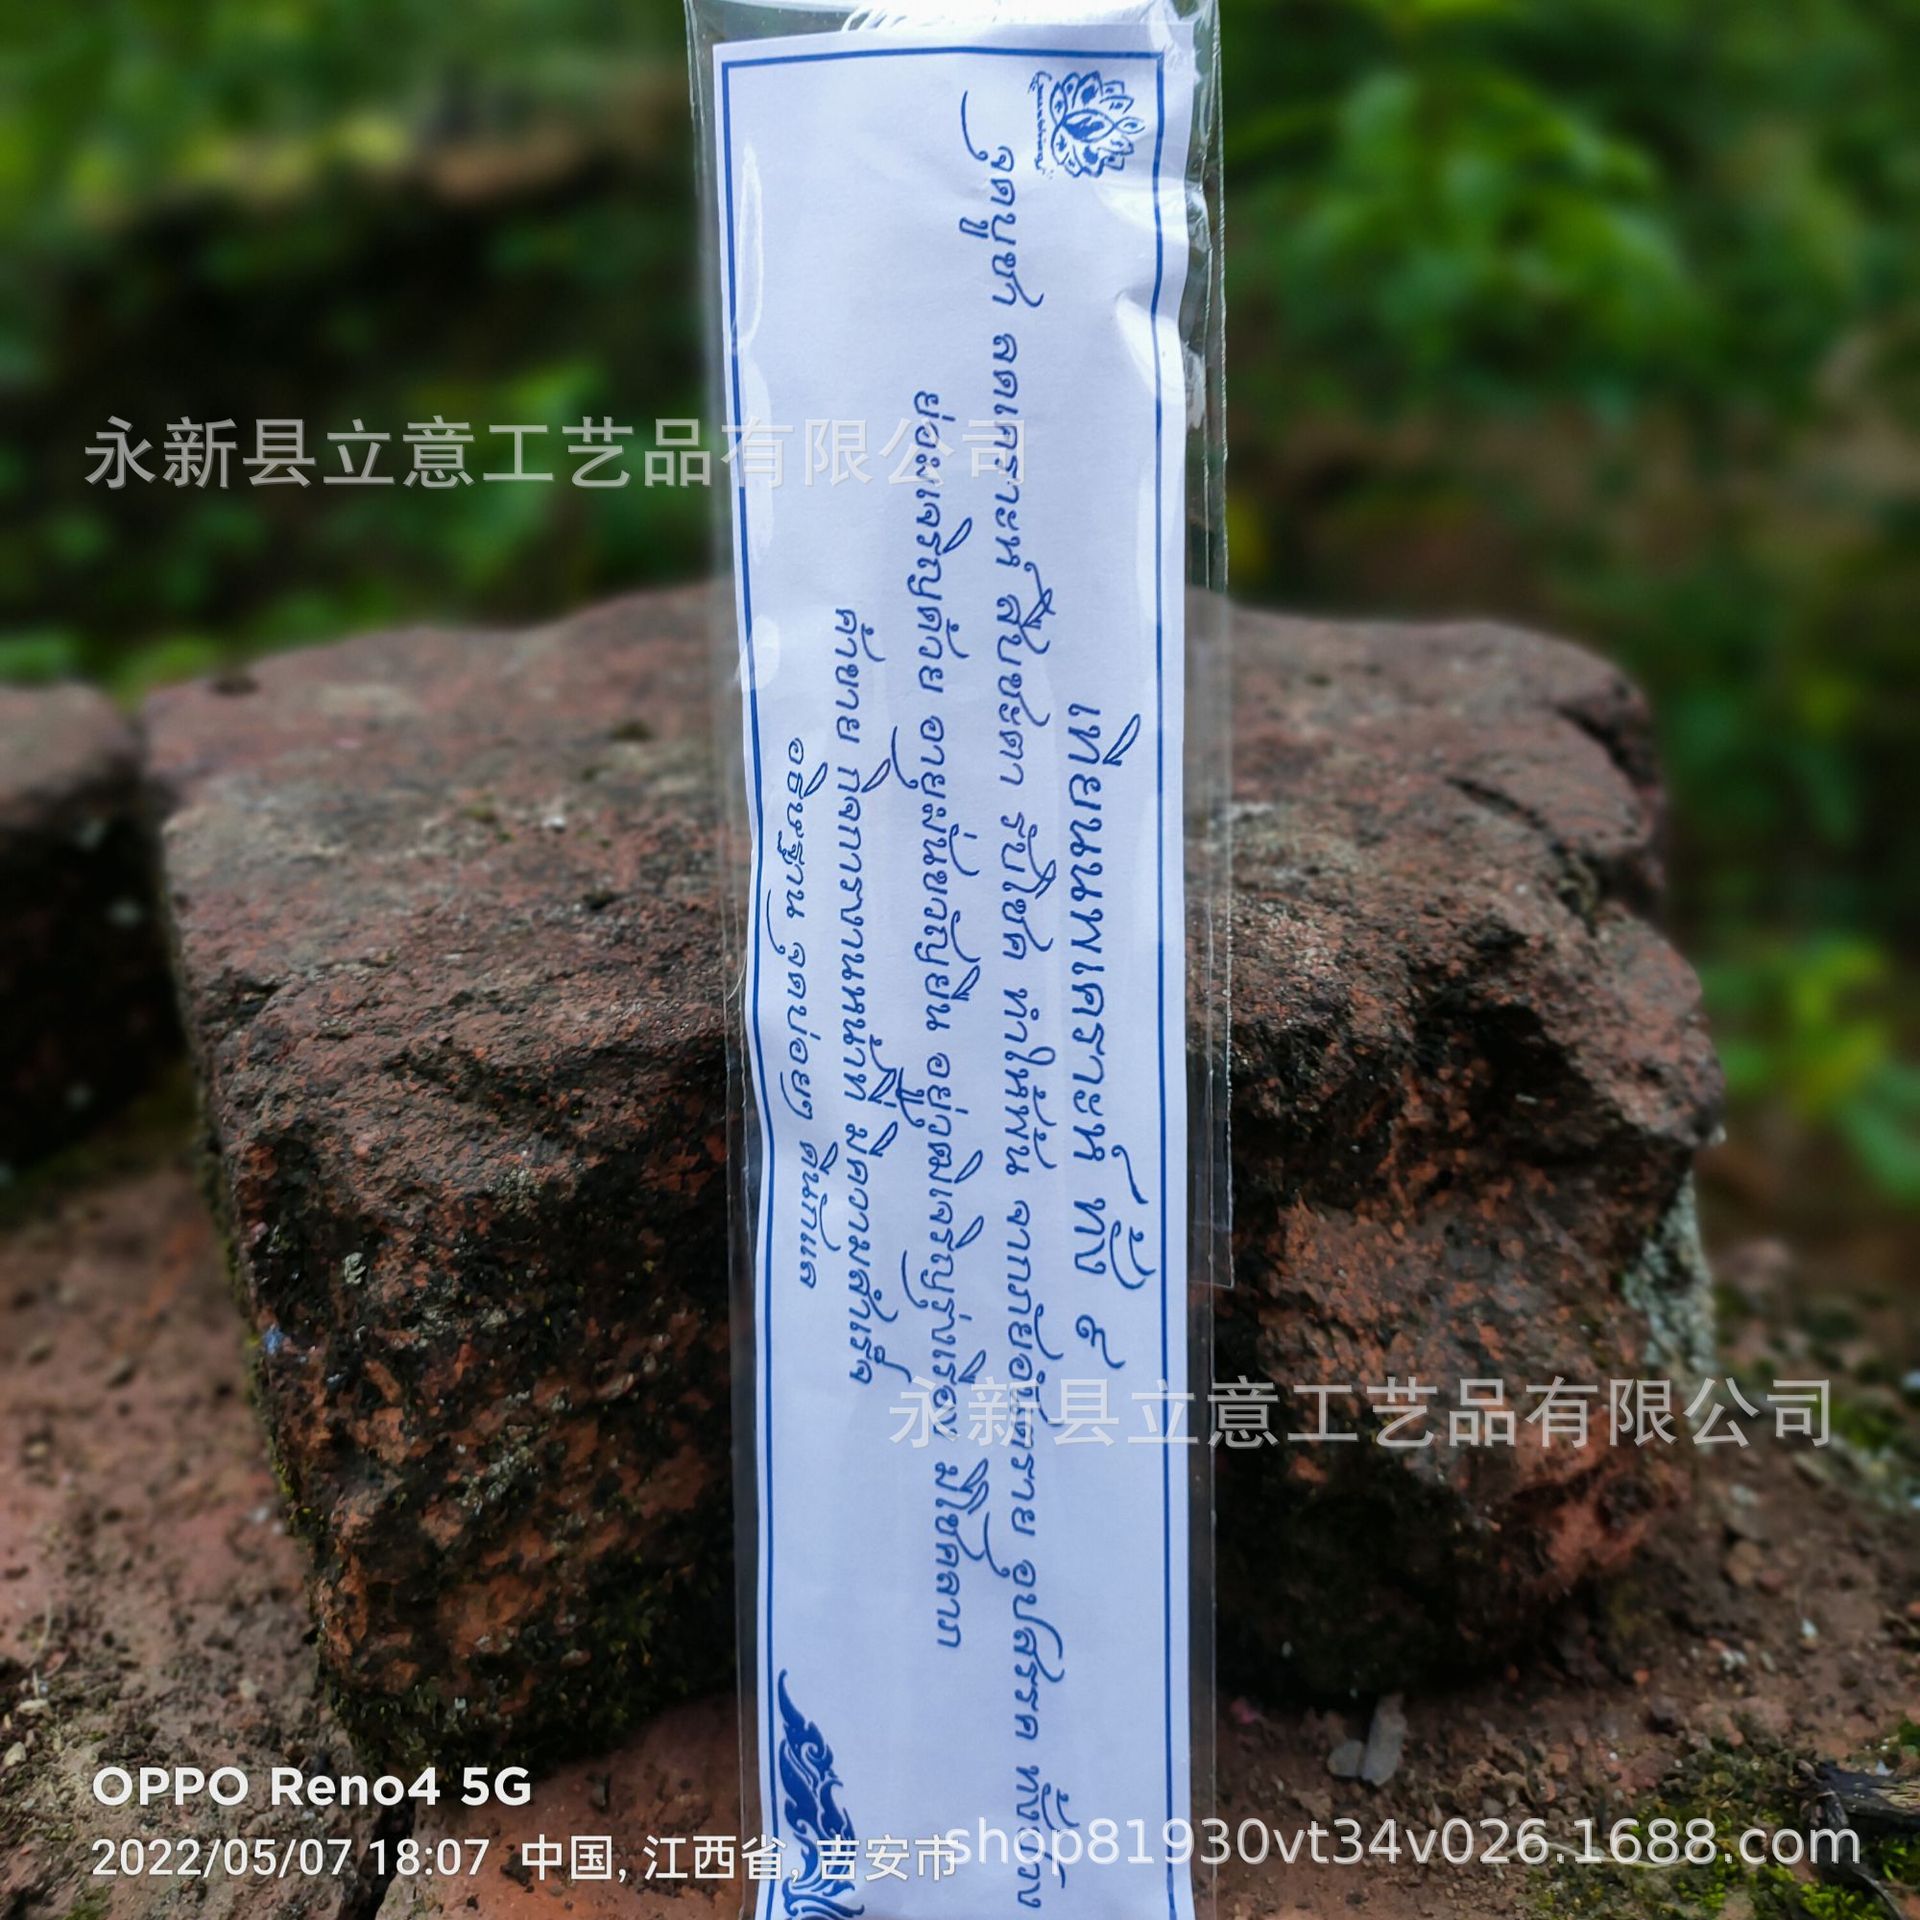 เทียนนพเคราะห์ ทั้ง ๙
จุดบูชา ลดเคราะห์ สืบชะตา รับโชค ทำให้พ้น จากภัยอันตราย อุปสรรค ทั้งปวง
ย่อมเจริญด้วย อายุมั่นขวัญยืน อยู่วฒิเจริญรุ่งเรือง มีโชคลาภ
ค้าขาย กิจการงานหน้าที่ มีความสำเร็จ
อธิษฐาน จุดบ่อยๆ ดีนักแล
永新县立意工艺品有限公司
永新县立意工艺品有限公司
OPPO Reno4 5G
2022/05/07 18:07 中国, 江西省, 吉安市
shop81930vt34v026.1688.com